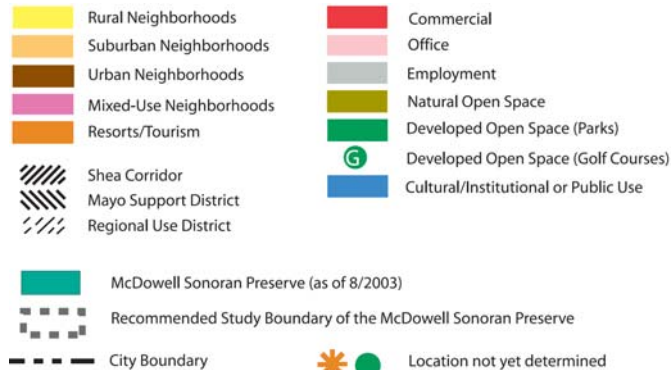 Rural Neighborhoods
Suburban Neighborhoods
Urban Neighborhoods
Mixed-Use Neighborhoods
Resorts/Tourism
Shea Corridor
Mayo Support District
Regional Use District
Commercial
Office
Employment
Natural Open Space
Developed Open Space (Parks)
G
Developed Open Space (Golf Courses)
Cultural/Institutional or Public Use
McDowell Sonoran Preserve (as of 8/2003)
Recommended Study Boundary of the McDowell Sonoran Preserve
City Boundary
Location not yet determined